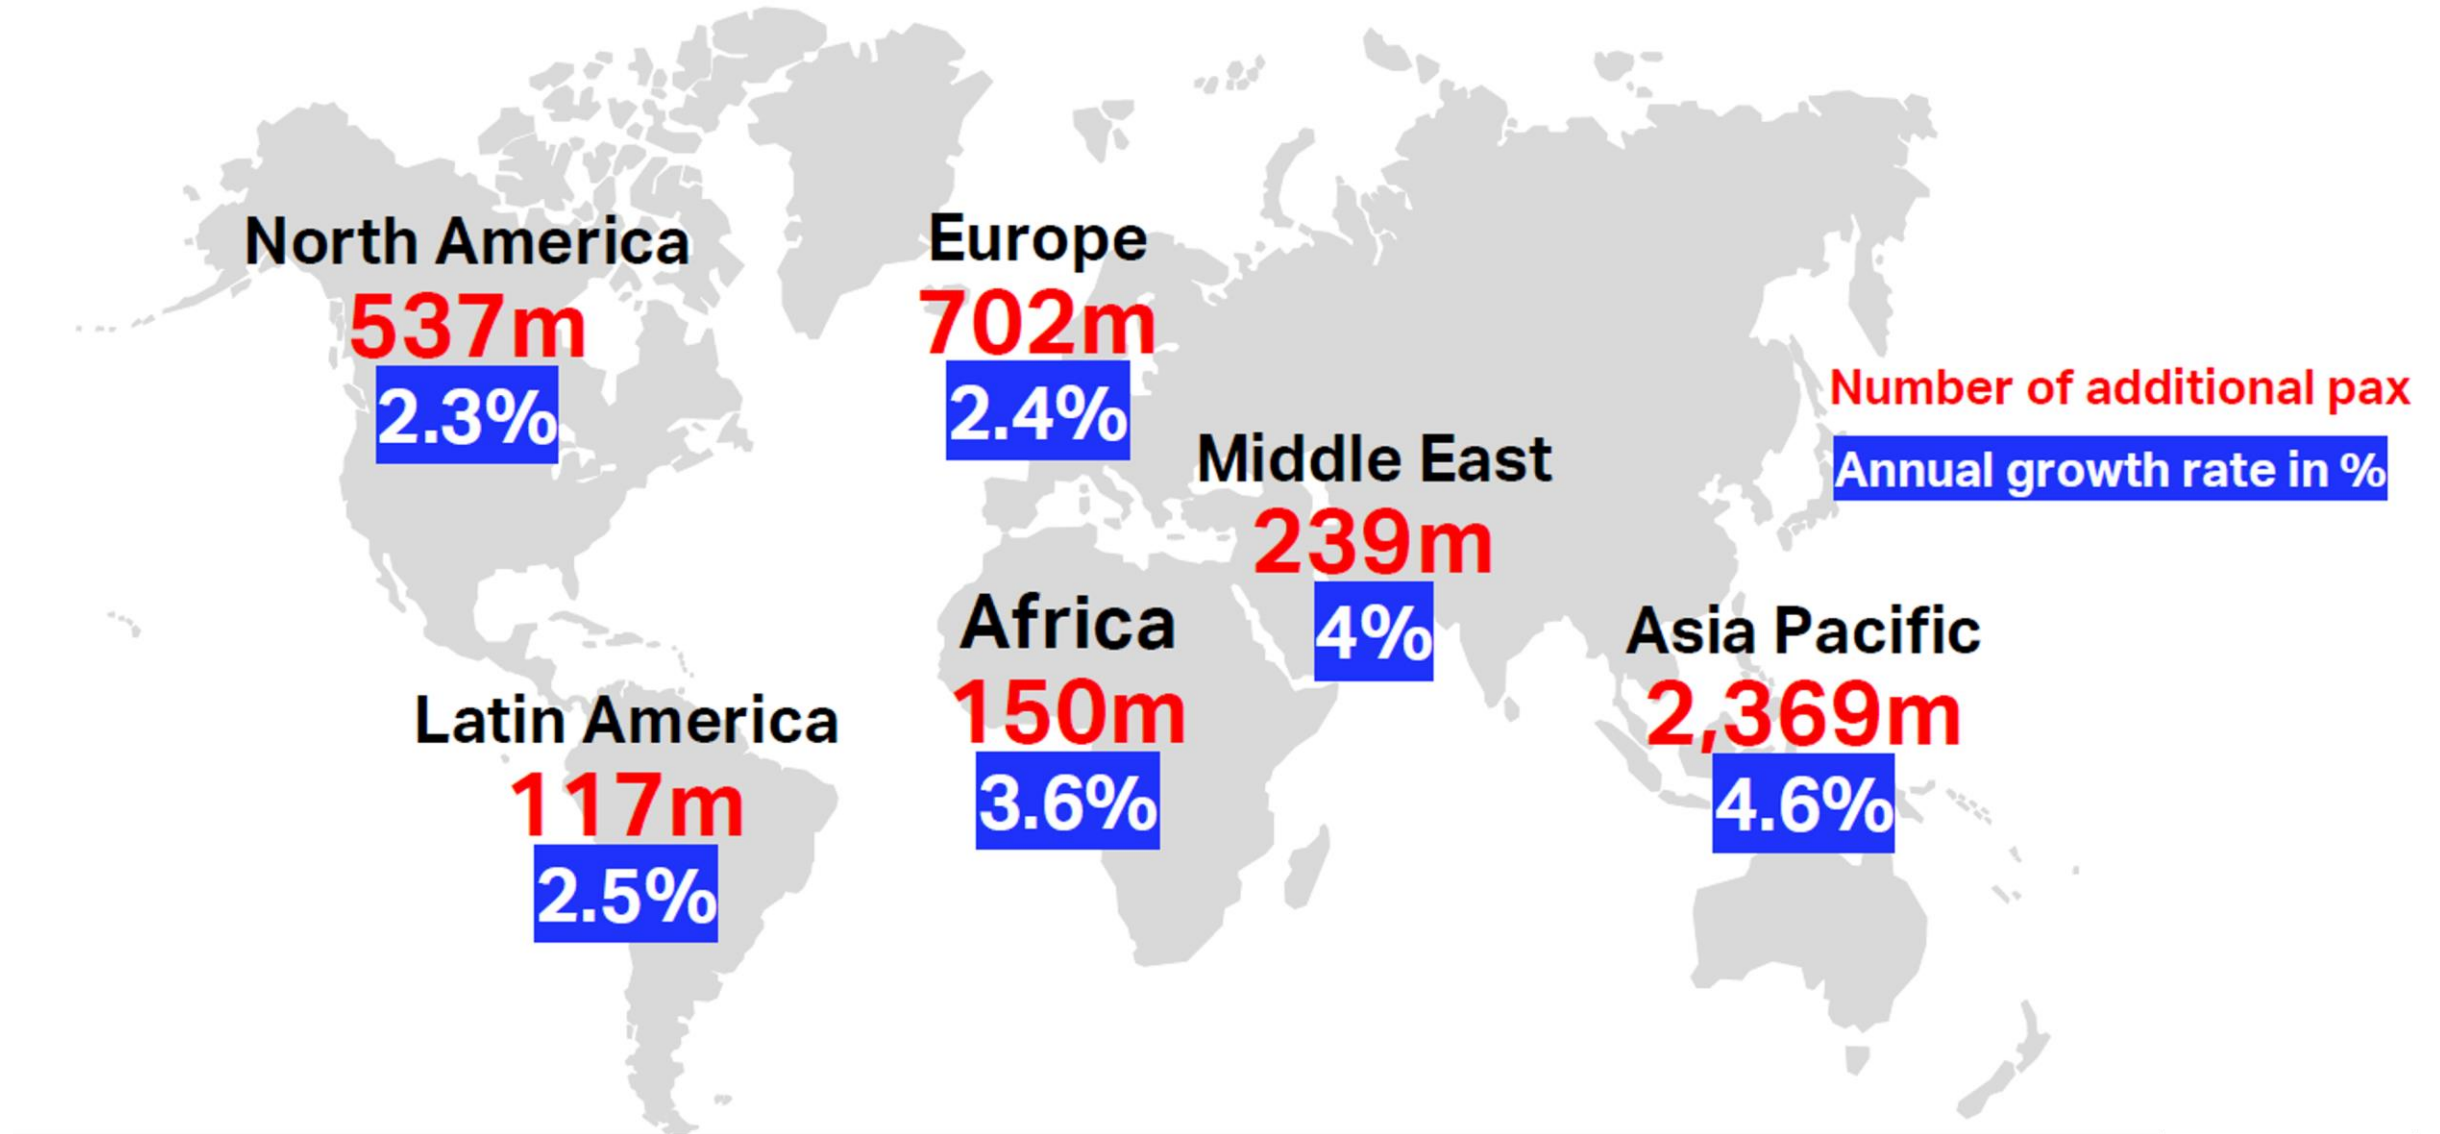 North America
537m
2.3%
Europe
702m
2.4%
Middle East
239m
4%
Number of additional pax
Annual growth rate in %
Africa
150m
3.6%
Asia Pacific
2,369m
4.6%
Latin America
117m
2.5%